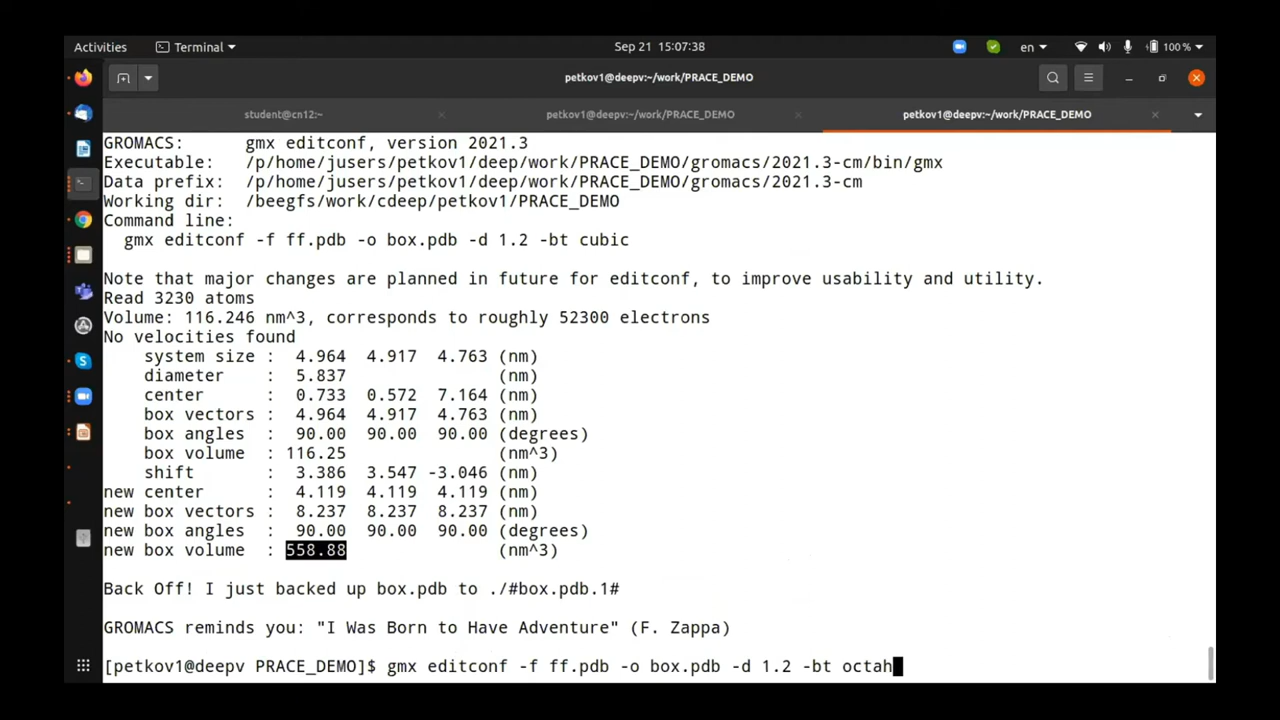 Activities
Terminal
Sep 21 15:07:38
en
100 %
petkov1@deepv:~/work/PRACE_DEMO
student@cn12:~
petkov1@deepv:~/work/PRACE_DEMO
petkov1@deepv:~/work/PRACE_DEMO
GROMACS:      gmx editconf, version 2021.3
Executable:   /p/home/jusers/petkov1/deep/work/PRACE_DEMO/gromacs/2021.3-cm/bin/gmx
Data prefix:  /p/home/jusers/petkov1/deep/work/PRACE_DEMO/gromacs/2021.3-cm
Working dir:  /beegfs/work/cdeep/petkov1/PRACE_DEMO
Command line:
  gmx editconf -f ff.pdb -o box.pdb -d 1.2 -bt cubic
Note that major changes are planned in future for editconf, to improve usability and utility.
Read 3230 atoms
Volume: 116.246 nm^3, corresponds to roughly 52300 electrons
No velocities found
    system size :  4.964  4.917  4.763 (nm)
    diameter    :  5.837               (nm)
    center      :  0.733  0.572  7.164 (nm)
    box vectors :  4.964  4.917  4.763 (nm)
    box angles  :  90.00  90.00  90.00 (degrees)
    box volume  : 116.25               (nm^3)
    shift       :  3.386  3.547 -3.046 (nm)
new center      :  4.119  4.119  4.119 (nm)
new box vectors :  8.237  8.237  8.237 (nm)
new box angles  :  90.00  90.00  90.00 (degrees)
new box volume  : 558.88               (nm^3)
Back Off! I just backed up box.pdb to ./#box.pdb.1#
GROMACS reminds you: "I Was Born to Have Adventure" (F. Zappa)
[petkov1@deepv PRACE_DEMO]$ gmx editconf -f ff.pdb -o box.pdb -d 1.2 -bt octah